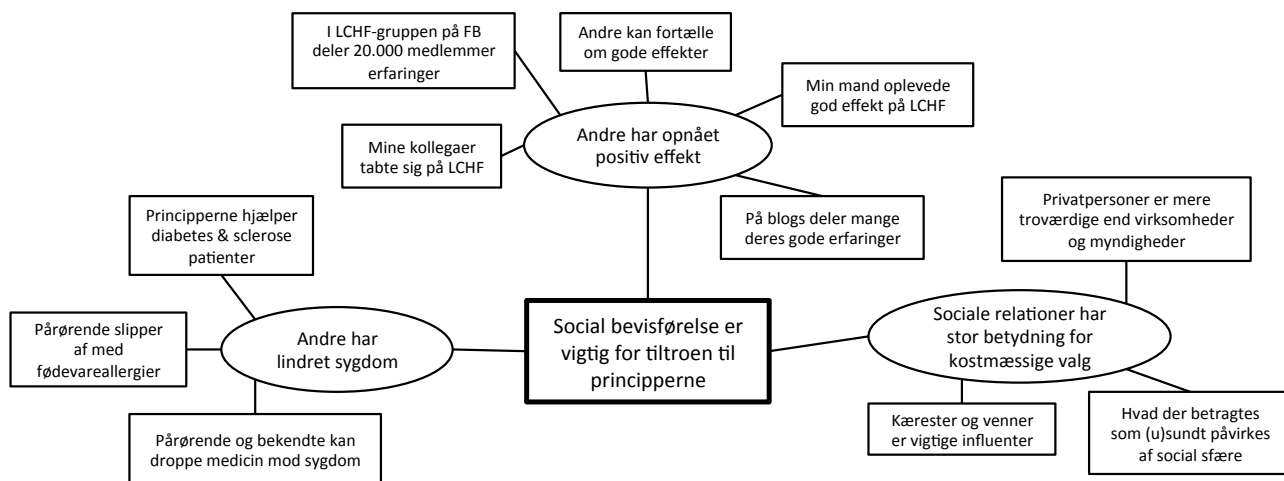 I LCHF-gruppen på FB
deler 20.000 medlemmer
erfaringer
Andre kan fortælle
om gode effekter
Min mand oplevede
god effekt på LCHF
Mine kollegaer
tabte sig på LCHF
Andre har opnået
positiv effekt
På blogs deler mange
deres gode erfaringer
Principperne hjælper
diabetes & sclerose
patienter
Pårørende slipper
af med
fødevareallergier
Andre har
lindret sygdom
Pårørende og bekendte kan
droppe medicin mod sygdom
Social bevisførelse er
vigtig for tiltroen til
principperne
Privatpersoner er mere
troværdige end virksomheder
og myndigheder
Sociale relationer har
stor betydning for
kostmæssige valg
Kærester og venner
er vigtige influenter
Hvad der betragtes
som (u)sundt påvirkes
af social sfære